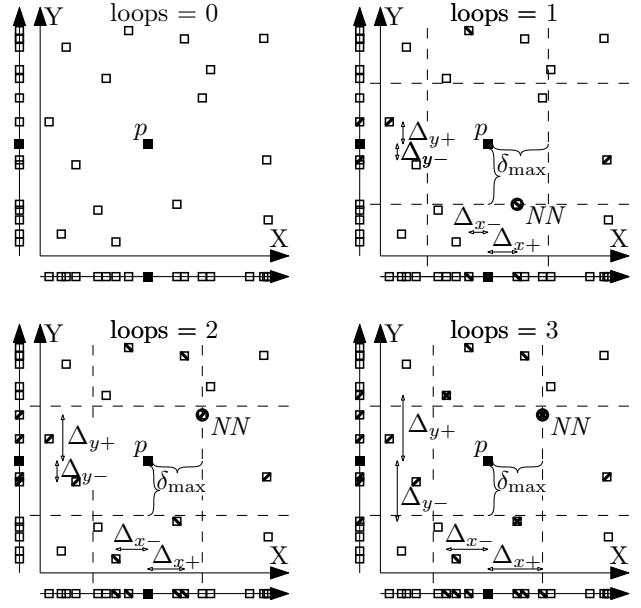 Y loops = 0
p
X
Y loops = 1
Δy+ p
Δy− δmax
Δx− NN
Δx+ X
Y loops = 2
NN
Δy+ p
Δy− δmax
Δx−
Δx+ X
Y loops = 3
Δy+ NN
p
Δy− δmax
Δx−
Δx+ X